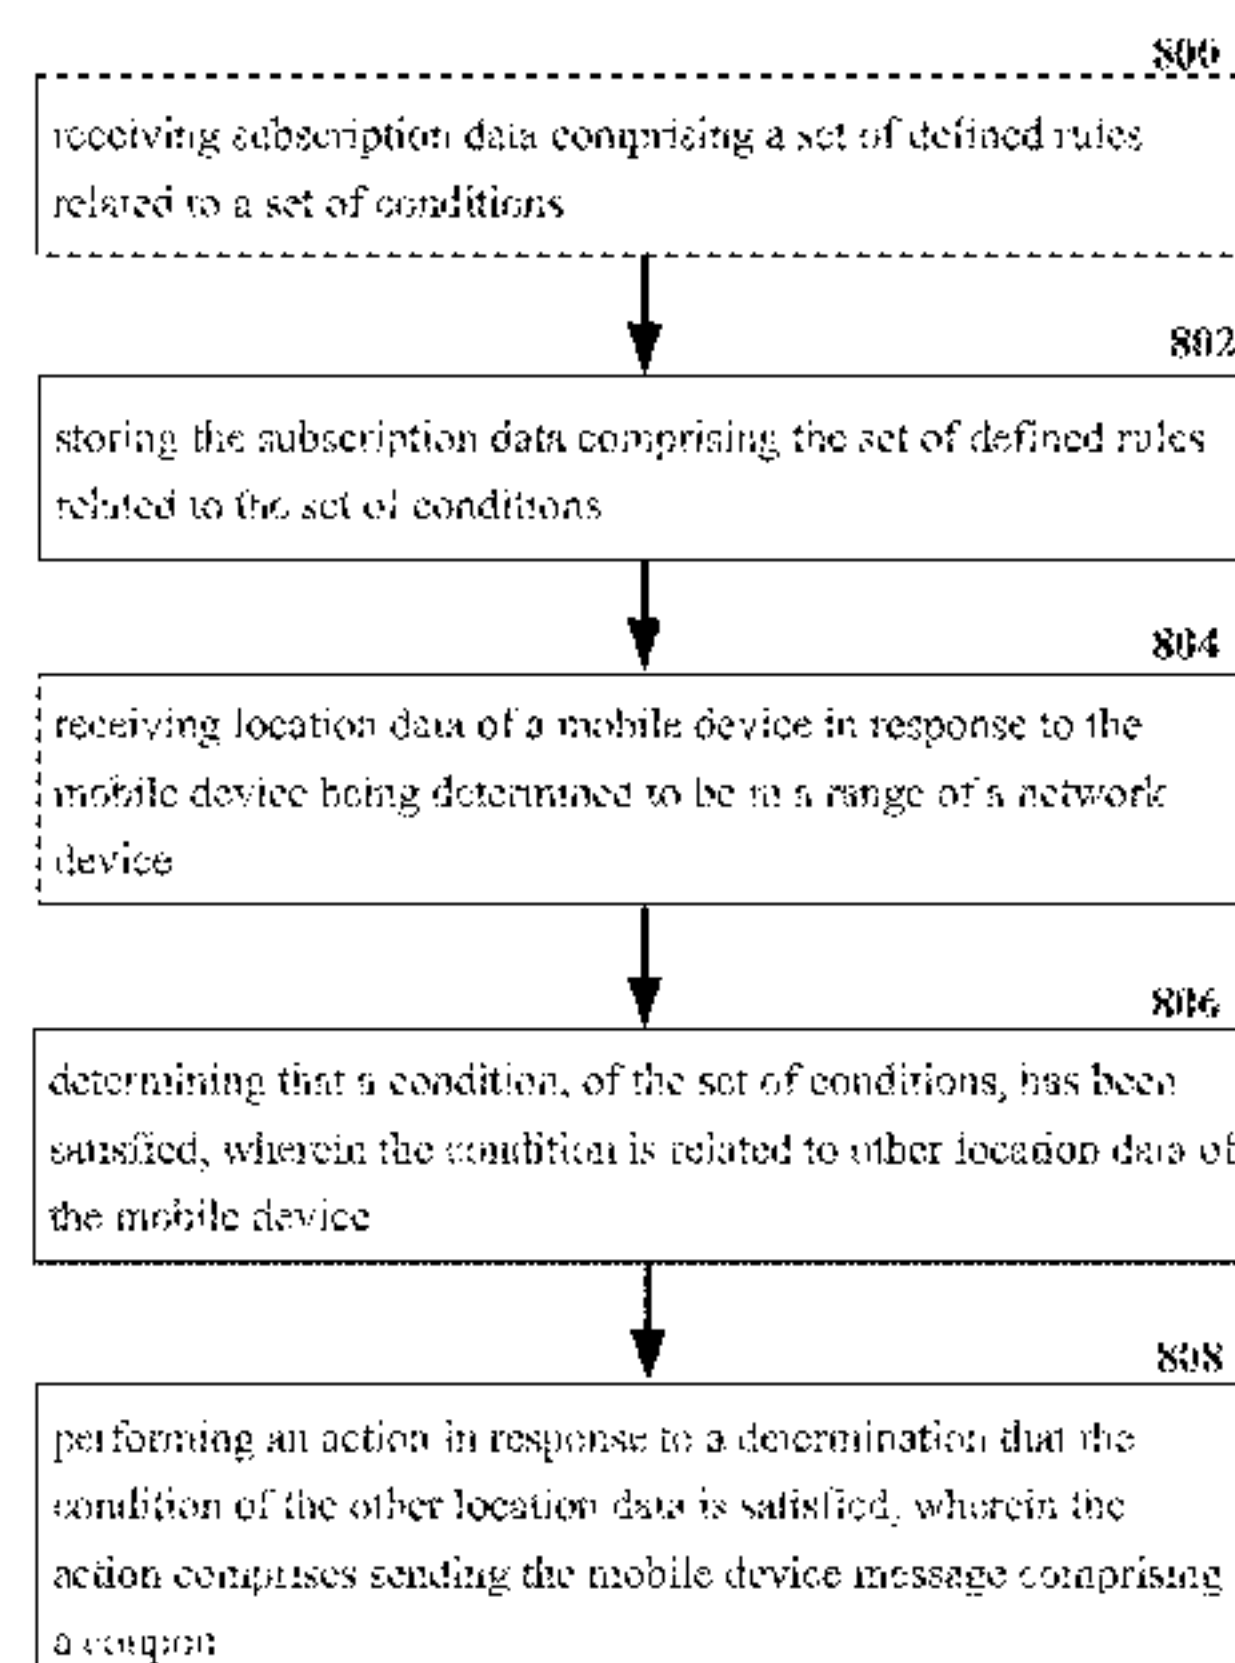 800
receiving subscription data comprising a set of defined rules
related to a set of conditions
802
storing the subscription data comprising the set of defined rules
related to the set of conditions
804
receiving location data of a mobile device in response to the
mobile device being determined to be in a range of a network
device
806
determining that a condition, of the set of conditions, has been
satisfied, wherein the condition is related to other location data of
the mobile device
808
performing an action in response to a determination that the
condition of the other location data is satisfied, wherein the
action comprises sending the mobile device message comprising
a coupon